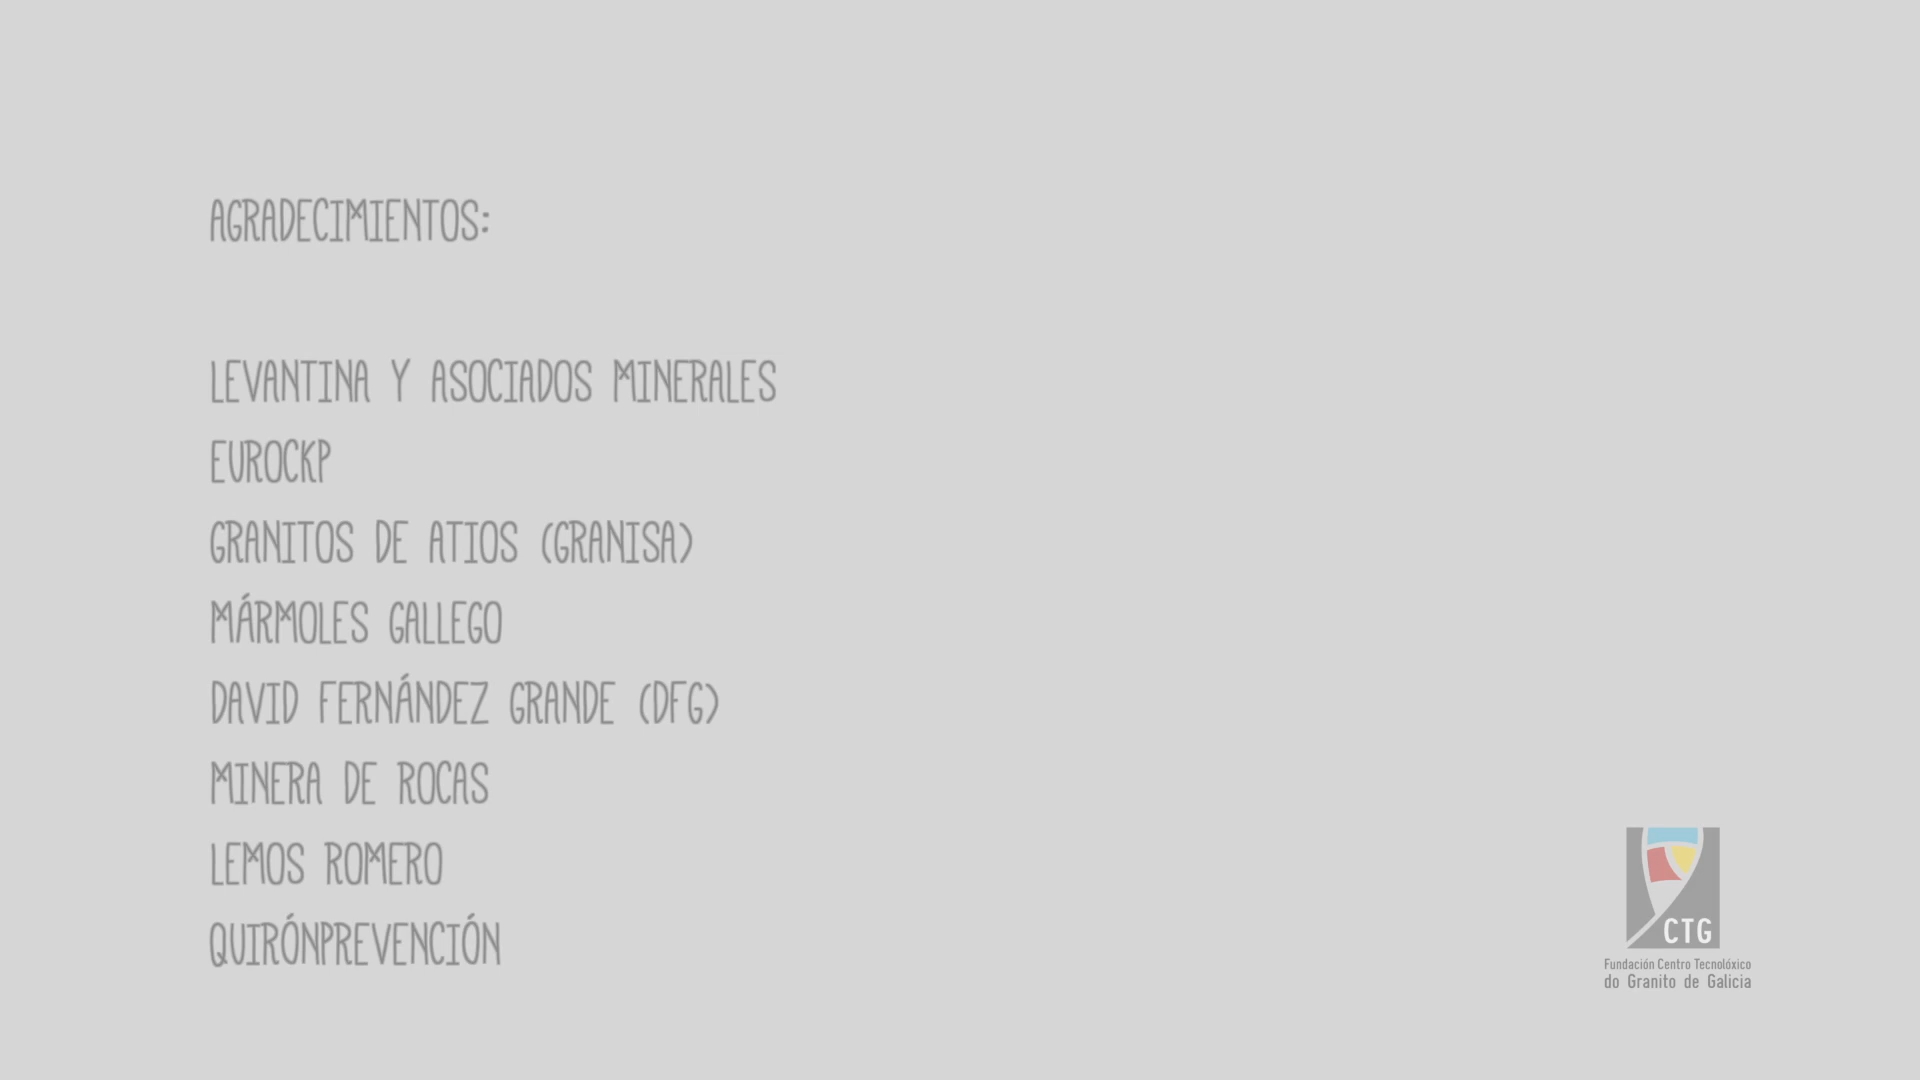 AGRADECIMIENTOS:
LEVANTINA Y ASOCIADOS MINERALES
EUROCKP
GRANITOS DE ATIOS (GRANISA)
MÁRMOLES GALLEGO
DAVID FERNÁNDEZ GRANDE (DFG)
MINERA DE ROCAS
LEMOS ROMERO
QUIRÓNPREVENCIÓN
CTG
Fundación Centro Tecnolóxico
do Granito de Galicia